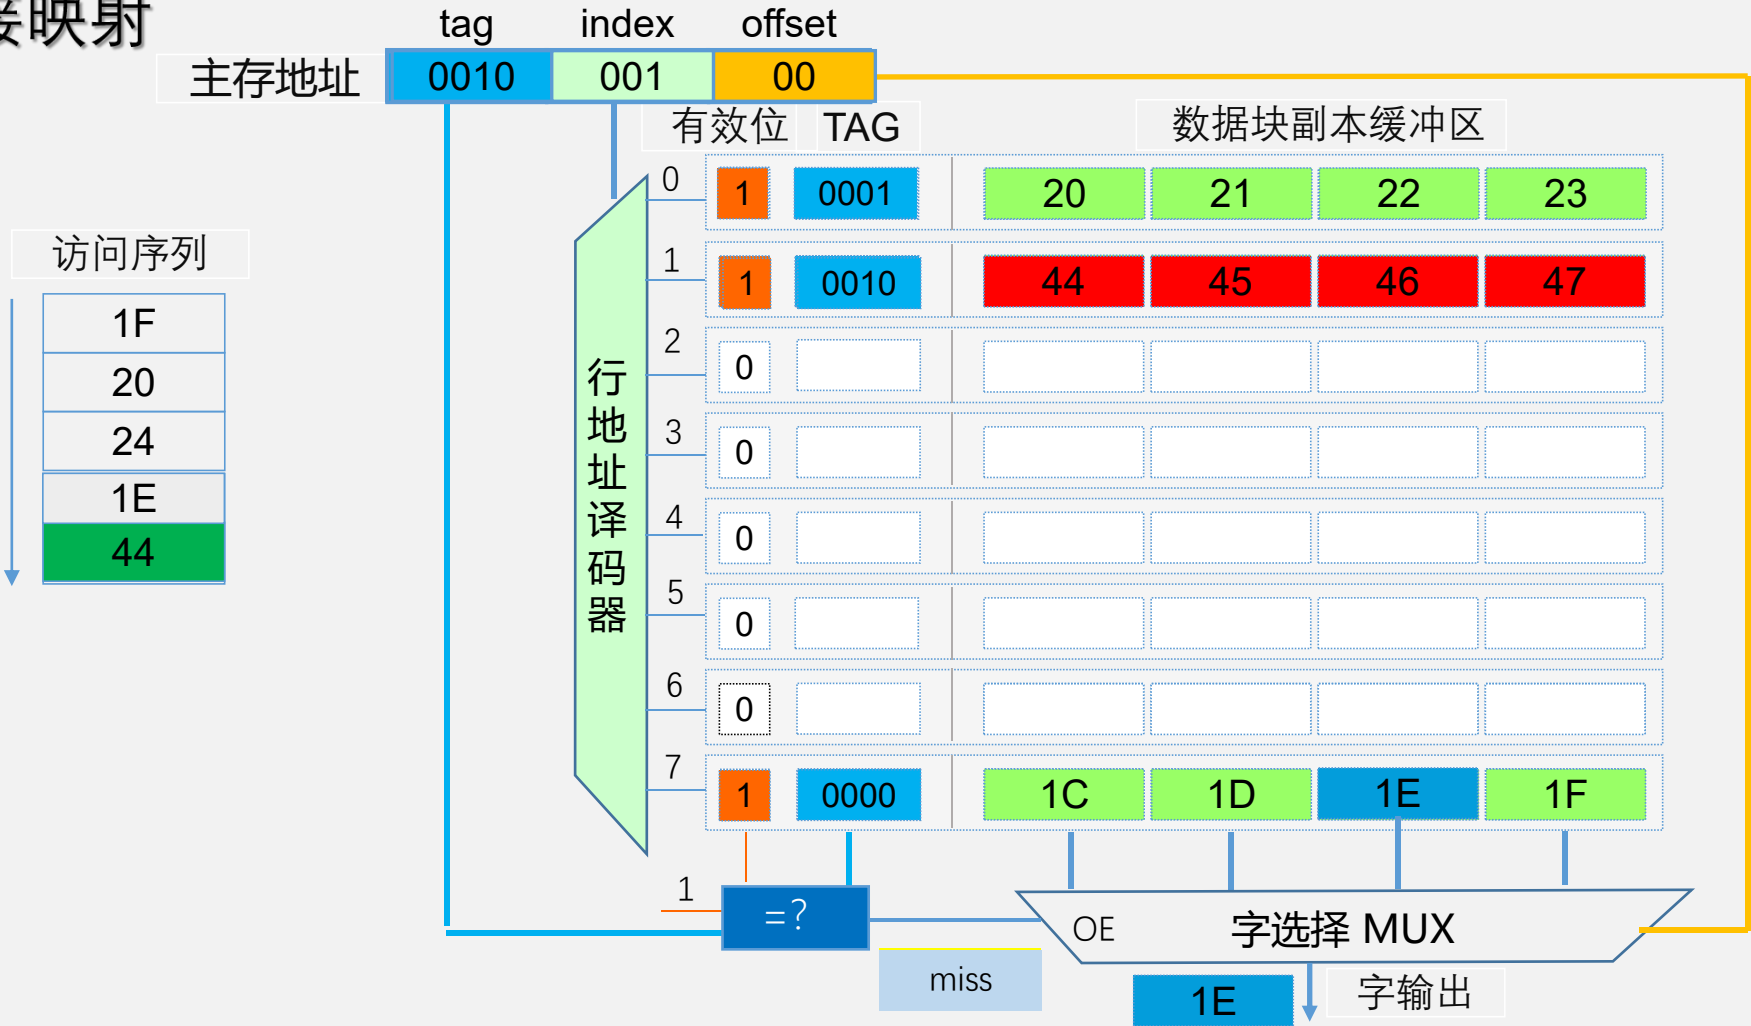 接映射
tag index offset
主存地址 0010 001 00
有效位 TAG 数据块副本缓冲区
0 1 0001 20 21 22 23
访问序列
1 1 0010 44 45 46 47
1F
2 0
20
24
3 0
1E
4 0
44
5 0
行地址译码器
6 0
7 1 0000 1C 1D 1E 1F
1 =? OE 字选择 MUX
miss 1E 字输出